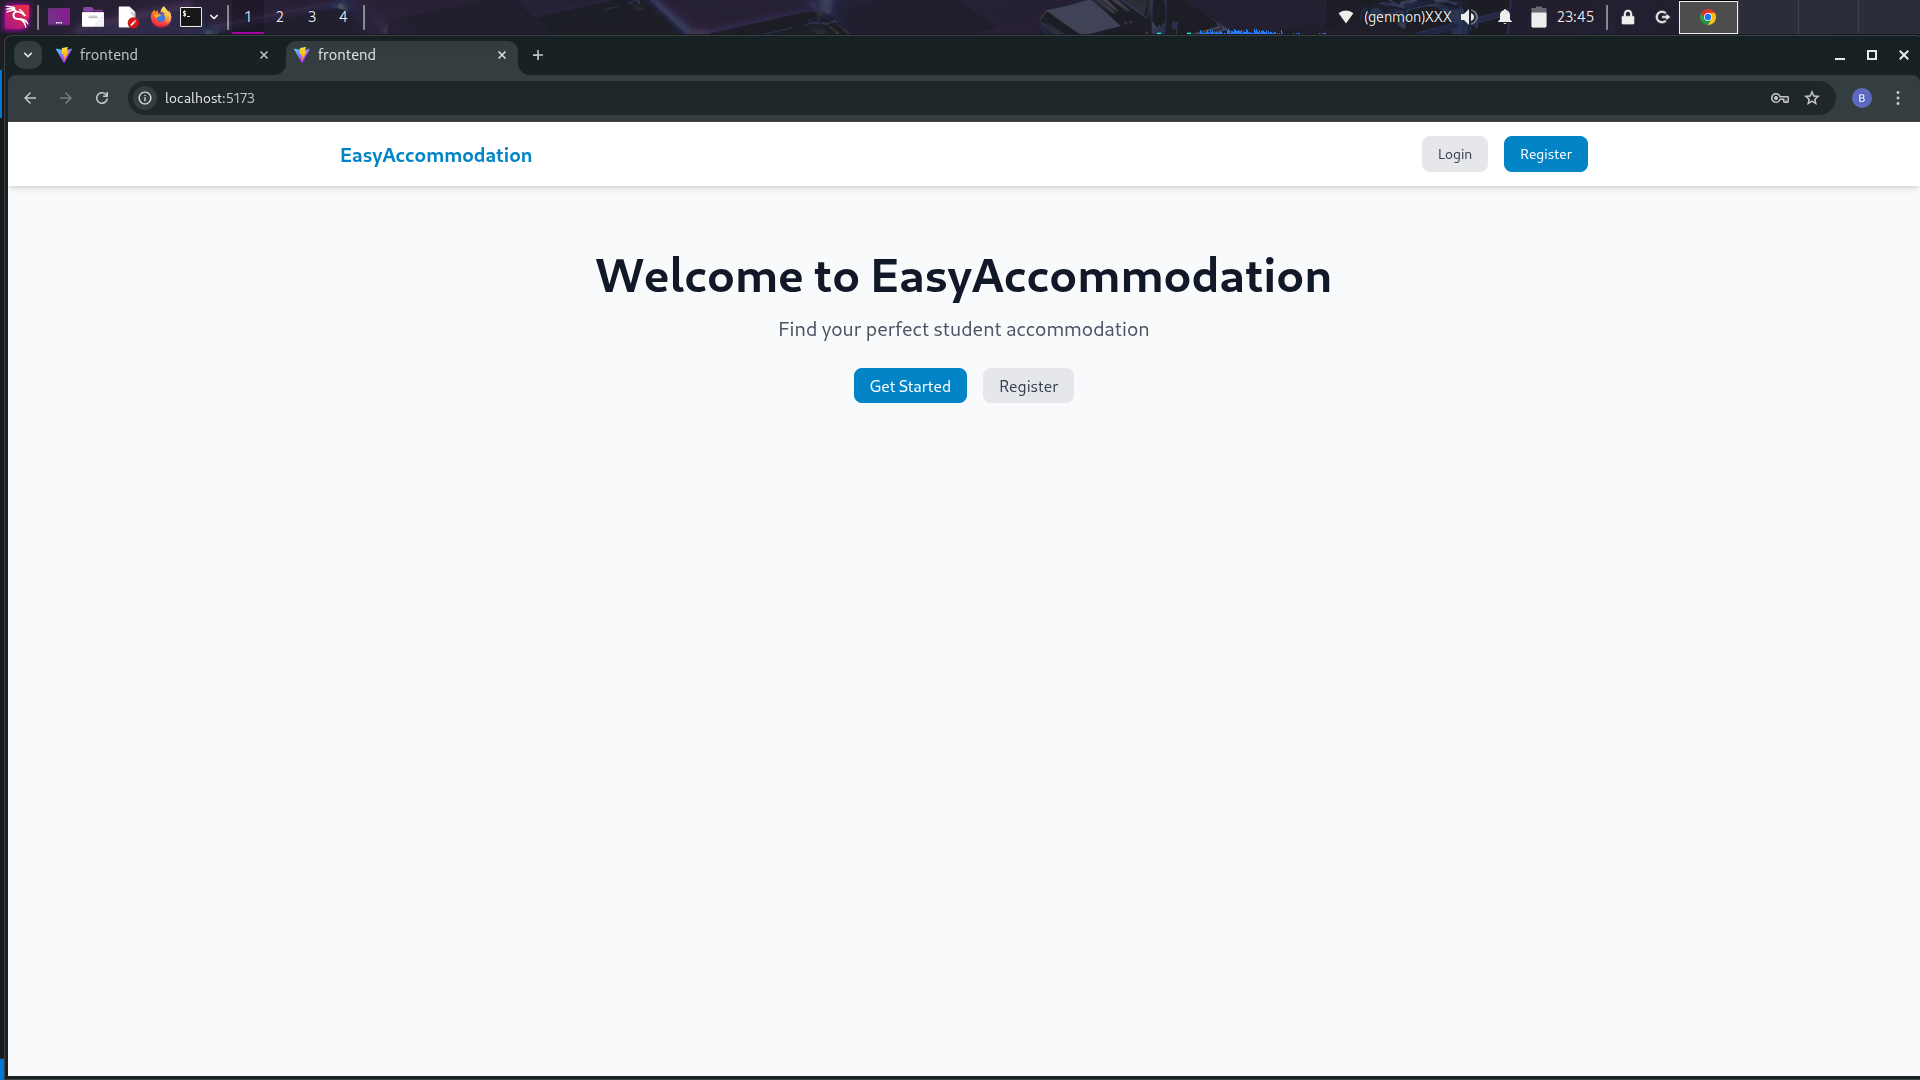 1 2 3 4 (genmon)XXX 23:45
frontend frontend
localhost:5173 B
EasyAccommodation Login Register
Welcome to EasyAccommodation
Find your perfect student accommodation
Get Started Register